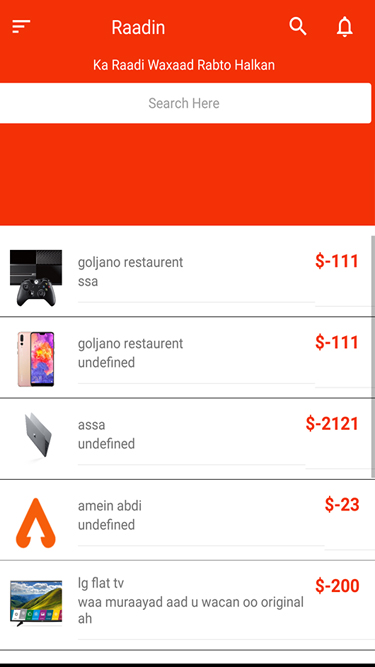 Raadin
Ka Raadi Waxaad Rabto Halkan
Search Here
goljano restaurent
$-111
ssa
goljano restaurent
$-111
undefined
assa
$-2121
undefined
amein abdi
$-23
undefined
lg flat tv
$-200
waa muraayad aad u wacan oo original
ah